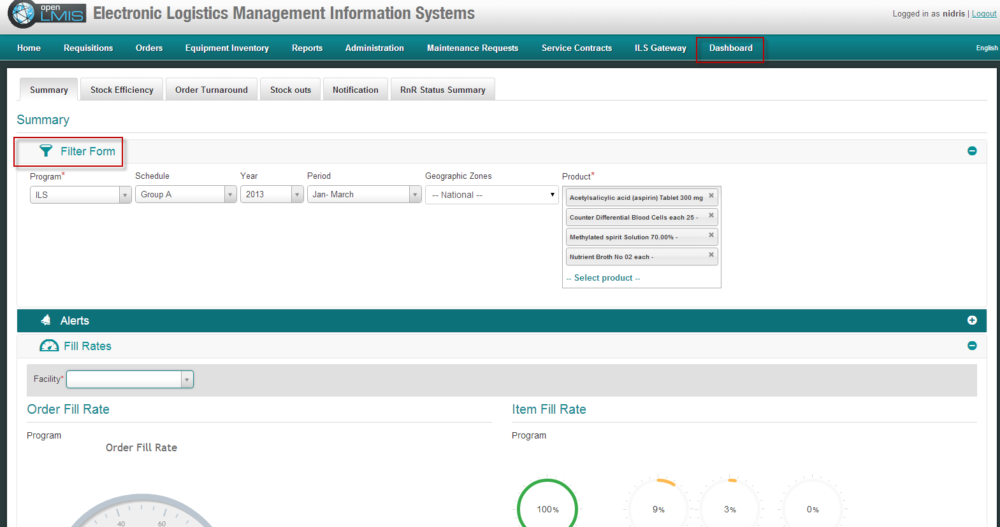 open
LMIS
Electronic Logistics Management Information Systems
Logged in as nidris | Logout
Home Requisitions Orders Equipment Inventory Reports Administration Maintenance Requests Service Contracts ILS Gateway Dashboard English
Summary Stock Efficiency Order Turnaround Stock outs Notification RnR Status Summary
Summary
Filter Form
Program* Schedule Year Period Geographic Zones Product*
ILS Group A 2013 Jan- March -- National --
Acetylsalicylic acid (aspirin) Tablet 300 mg
Counter Differential Blood Cells each 25 -
Methylated spirit Solution 70.00% -
Nutrient Broth No 02 each -
-- Select product --
Alerts
Fill Rates
Facility*
Order Fill Rate Item Fill Rate
Program Program
Order Fill Rate
100% 9% 3% 0%
40 60